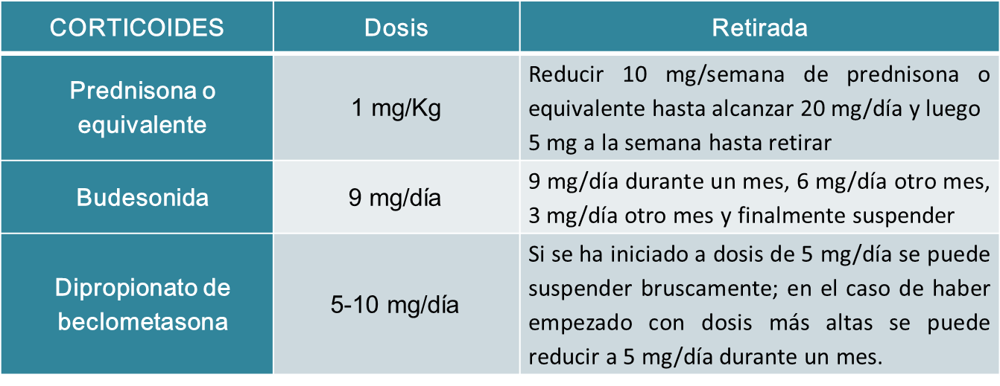 CORTICOIDES
Dosis
Retirada
Prednisona o
equivalente
1 mg/Kg
Reducir 10 mg/semana de prednisona o
equivalente hasta alcanzar 20 mg/día y luego
5 mg a la semana hasta retirar
Budesonida
9 mg/día
9 mg/día durante un mes, 6 mg/día otro mes,
3 mg/día otro mes y finalmente suspender
Dipropionato de
beclometasona
5-10 mg/día
Si se ha iniciado a dosis de 5 mg/día se puede
suspender bruscamente; en el caso de haber
empezado con dosis más altas se puede
reducir a 5 mg/día durante un mes.